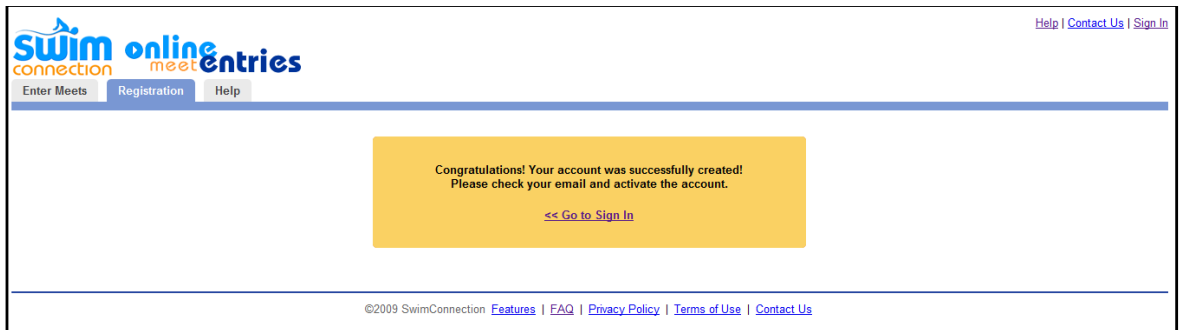 Help | Contact Us | Sign In
swim online
connection meet entries
Enter Meets Registration Help
Congratulations! Your account was successfully created!
Please check your email and activate the account.
<< Go to Sign In
©2009 SwimConnection Features | FAQ | Privacy Policy | Terms of Use | Contact Us